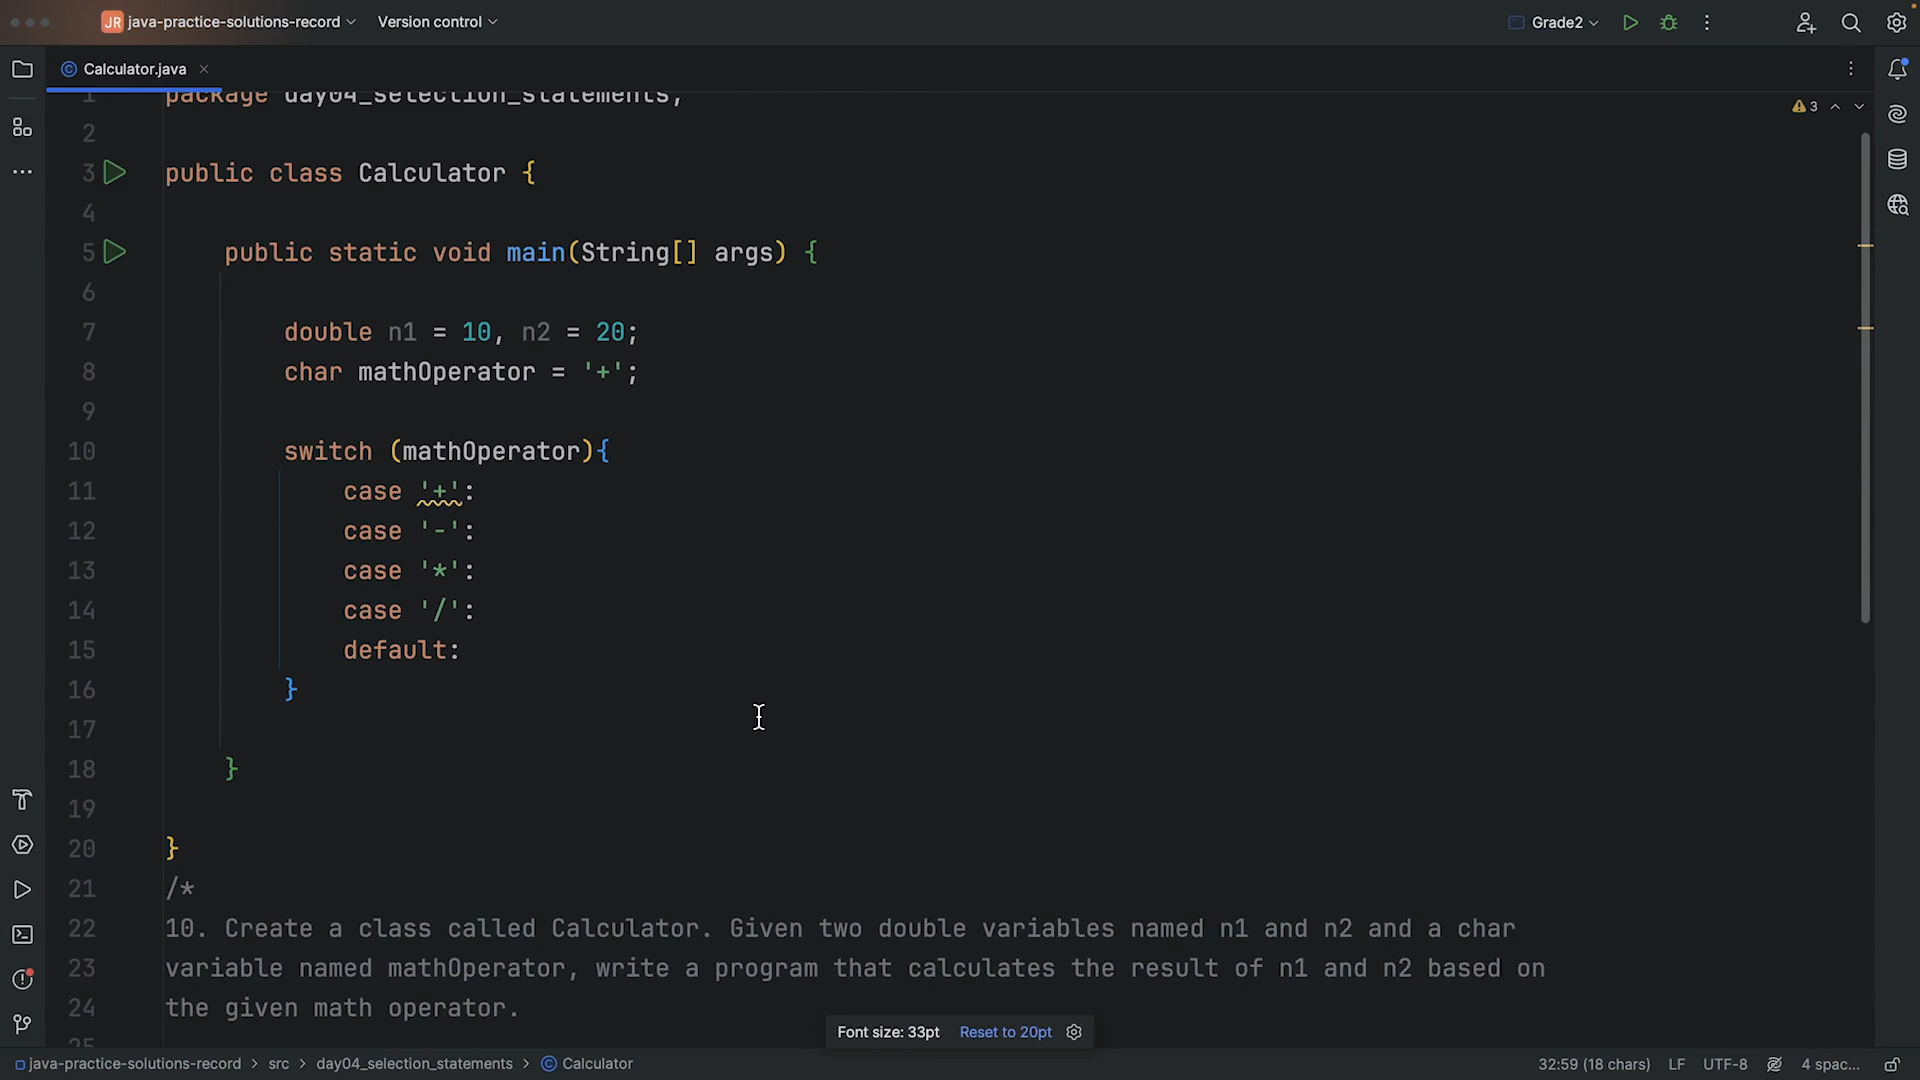 JR java-practice-solutions-record Version control Grade2
Calculator.java
1 package day04_selection_statements;
2
3 public class Calculator {
4
5 public static void main(String[] args) {
6
7 double n1 = 10, n2 = 20;
8 char mathOperator = '+';
9
10 switch (mathOperator){
11 case '+':
12 case '-':
13 case '*':
14 case '/':
15 default:
16 }
17
18 }
19
20 }
21 /*
22 10. Create a class called Calculator. Given two double variables named n1 and n2 and a char
23 variable named mathOperator, write a program that calculates the result of n1 and n2 based on
24 the given math operator.
25
3
Font size: 33pt Reset to 20pt
java-practice-solutions-record > src > day04_selection_statements > Calculator 32:59 (18 chars) LF UTF-8 4 spac...